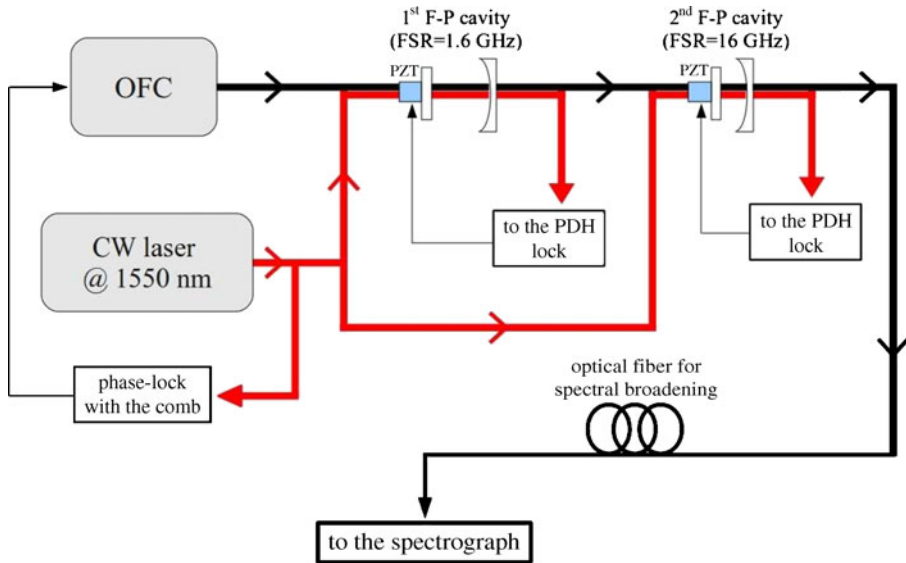 1st F-P cavity
(FSR=1.6 GHz)
2nd F-P cavity
(FSR=16 GHz)
PZT
PZT
OFC
to the PDH
lock
to the PDH
lock
CW laser
@ 1550 nm
phase-lock
with the comb
optical fiber for
spectral broadening
to the spectrograph